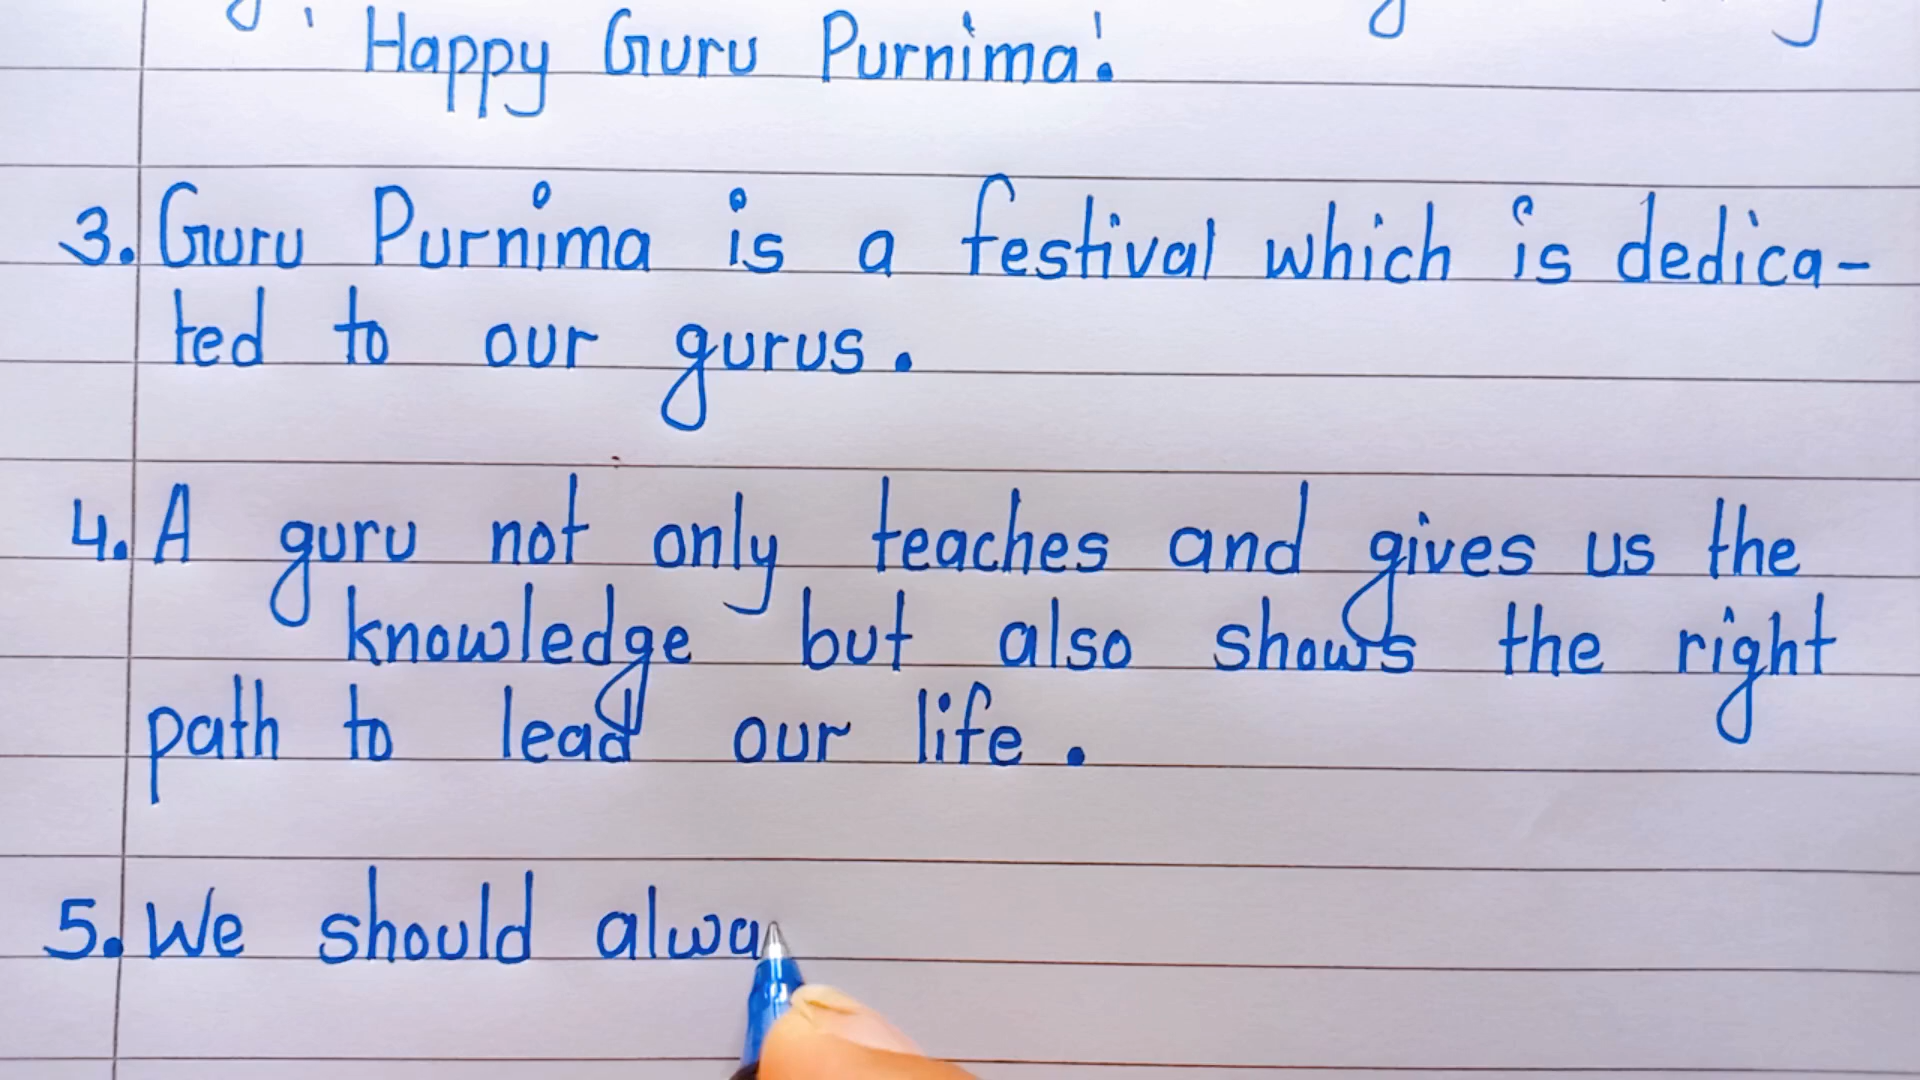 'Happy Guru Purnima'.
3. Guru Purnima is a festival which is dedica-
ted to our gurus.
4. A guru not only teaches and gives us the
knowledge but also shows the right
path to lead our life.
5. We should alwa